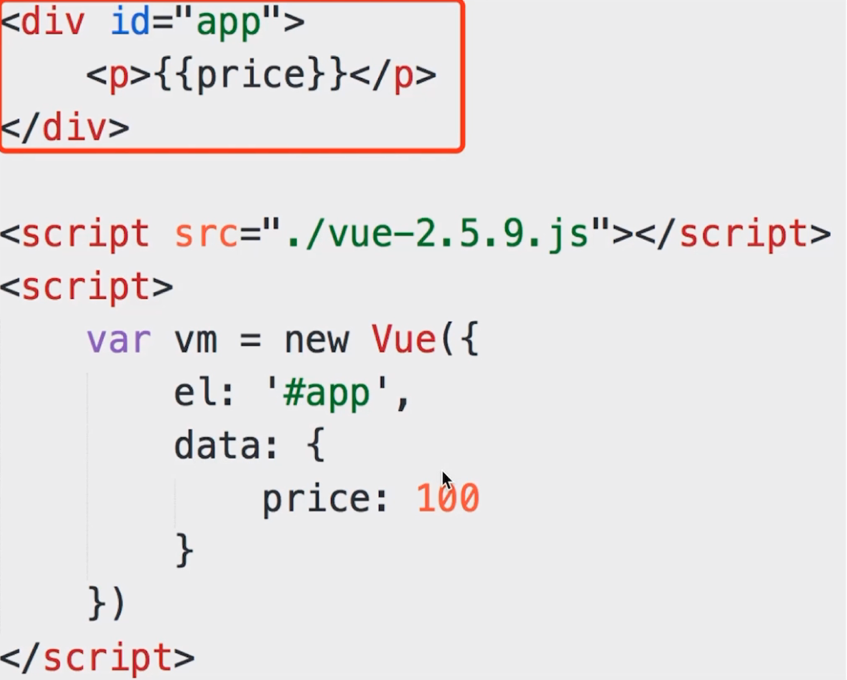 <div id="app">
    <p>{{price}}</p>
</div>
<script src="./vue-2.5.9.js"></script>
<script>
    var vm = new Vue({
        el: '#app',
        data: {
            price: 100
        }
    })
</script>